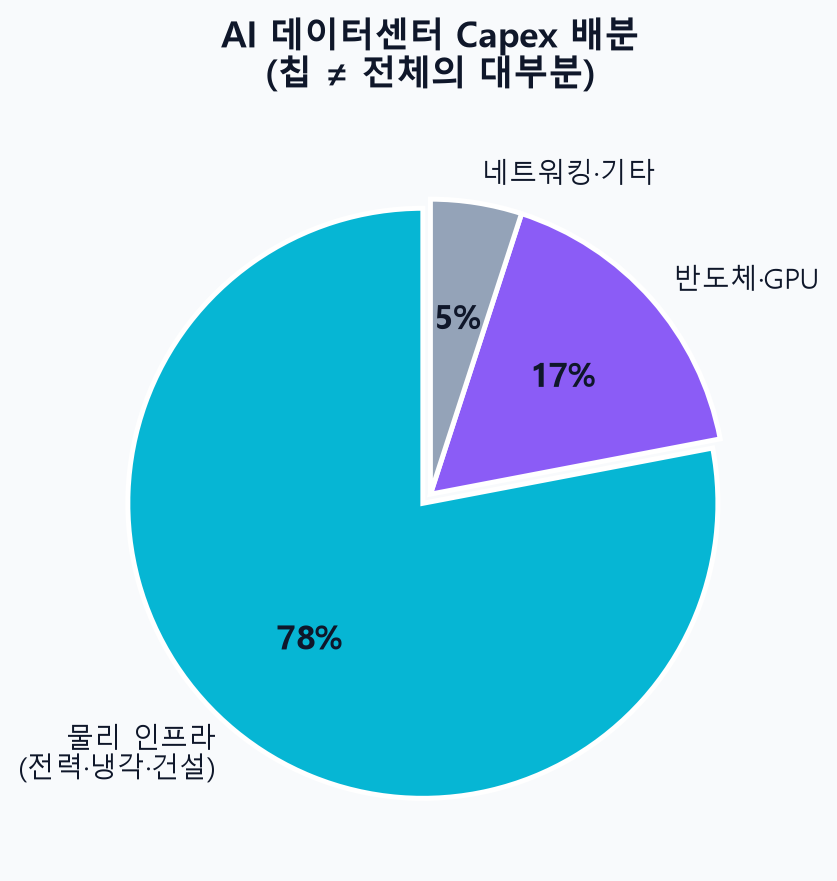 AI 데이터센터 Capex 배분
(칩 ≠ 전체의 대부분)
네트워킹·기타
반도체·GPU
5%
17%
78%
물리 인프라
(전력·냉각·건설)